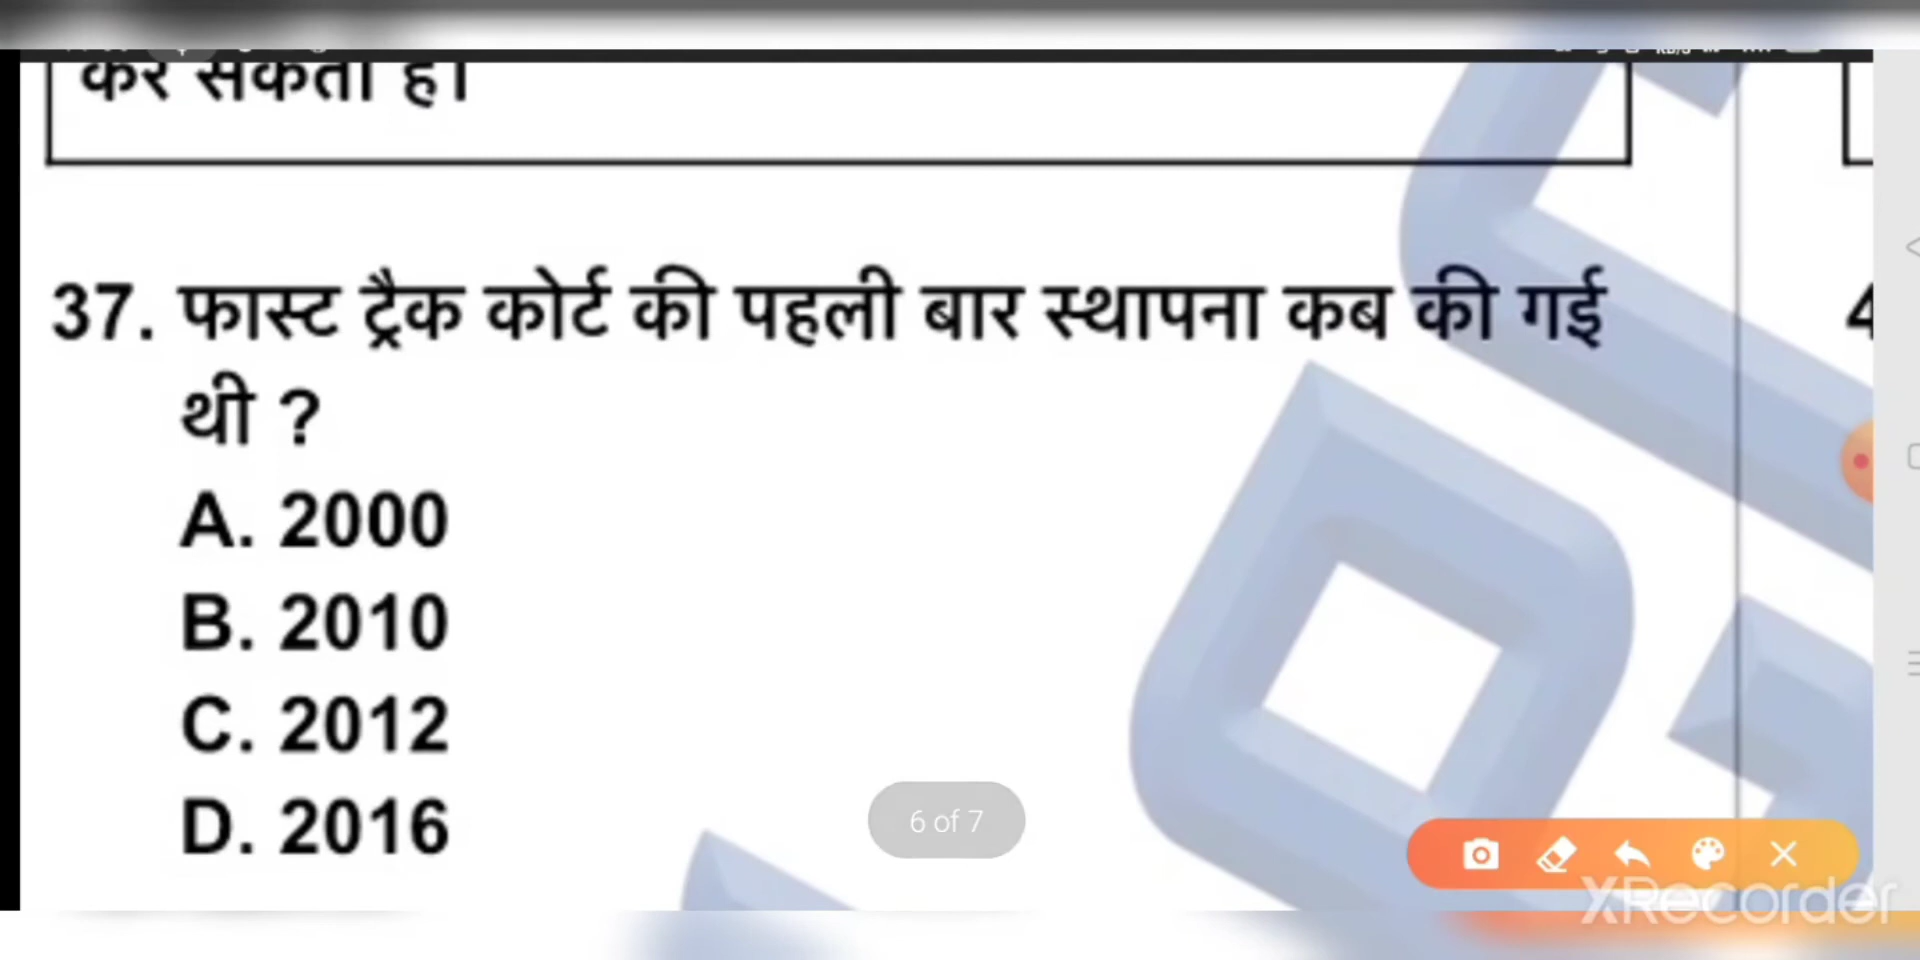 कर सकता है।
37. फास्ट ट्रैक कोर्ट की पहली बार स्थापना कब की गई
थी ?
A. 2000
B. 2010
C. 2012
D. 2016
6 of 7
XRecorder